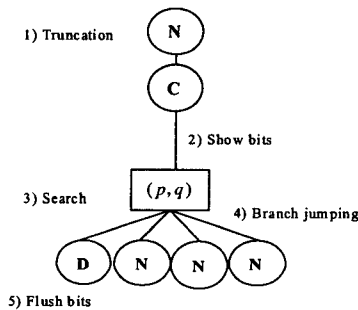 1) Truncation
N
C
2) Show bits
3) Search
(p,q)
4) Branch jumping
D N N N
5) Flush bits